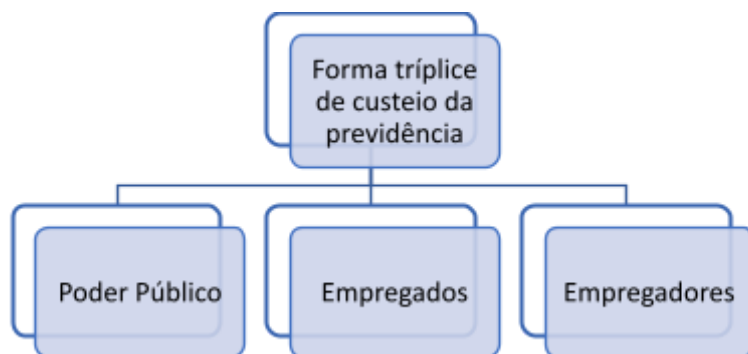 Forma tríplice
de custeio da
previdência
Poder Público
Empregados
Empregadores